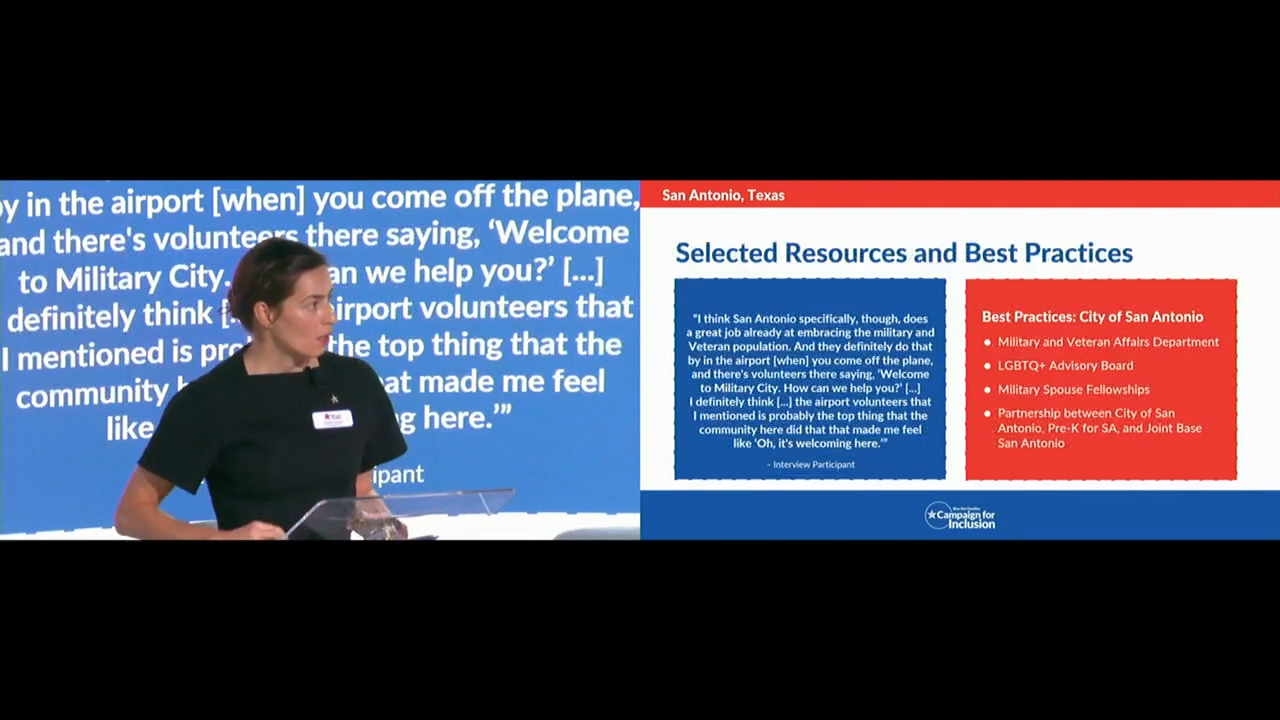 by in the airport [when] you come off the plane,
and there's volunteers there saying, ‘Welcome
to Military City. an we help you?’ [...]
definitely think [... irport volunteers that
I mentioned is pro the top thing that the
community h at made me feel
like g here.’”
ipant
San Antonio, Texas
Selected Resources and Best Practices
“I think San Antonio specifically, though, does
a great job already at embracing the military and
Veteran population. And they definitely do that
by in the airport [when] you come off the plane,
and there's volunteers there saying, ‘Welcome
to Military City. How can we help you?’ [...]
I definitely think [...] the airport volunteers that
I mentioned is probably the top thing that the
community here did that that made me feel
like ‘Oh, it's welcoming here.’”
– Interview Participant
Best Practices: City of San Antonio
● Military and Veteran Affairs Department
● LGBTQ+ Advisory Board
● Military Spouse Fellowships
● Partnership between City of San
Antonio, Pre-K for SA, and Joint Base
San Antonio
Campaign for
Inclusion